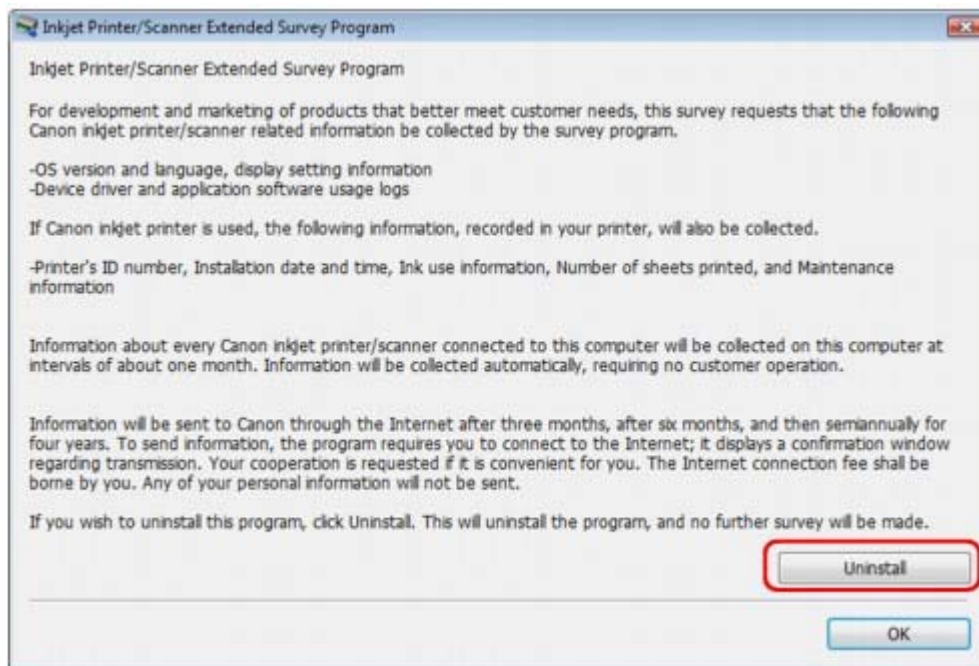 Inkjet Printer/Scanner Extended Survey Program
Inkjet Printer/Scanner Extended Survey Program
For development and marketing of products that better meet customer needs, this survey requests that the following
Canon inkjet printer/scanner related information be collected by the survey program.
-OS version and language, display setting information
-Device driver and application software usage logs
If Canon inkjet printer is used, the following information, recorded in your printer, will also be collected.
-Printer's ID number, Installation date and time, Ink use information, Number of sheets printed, and Maintenance
information
Information about every Canon inkjet printer/scanner connected to this computer will be collected on this computer at
intervals of about one month. Information will be collected automatically, requiring no customer operation.
Information will be sent to Canon through the Internet after three months, after six months, and then semiannually for
four years. To send information, the program requires you to connect to the Internet; it displays a confirmation window
regarding transmission. Your cooperation is requested if it is convenient for you. The Internet connection fee shall be
borne by you. Any of your personal information will not be sent.
If you wish to uninstall this program, click Uninstall. This will uninstall the program, and no further survey will be made.
Uninstall
OK